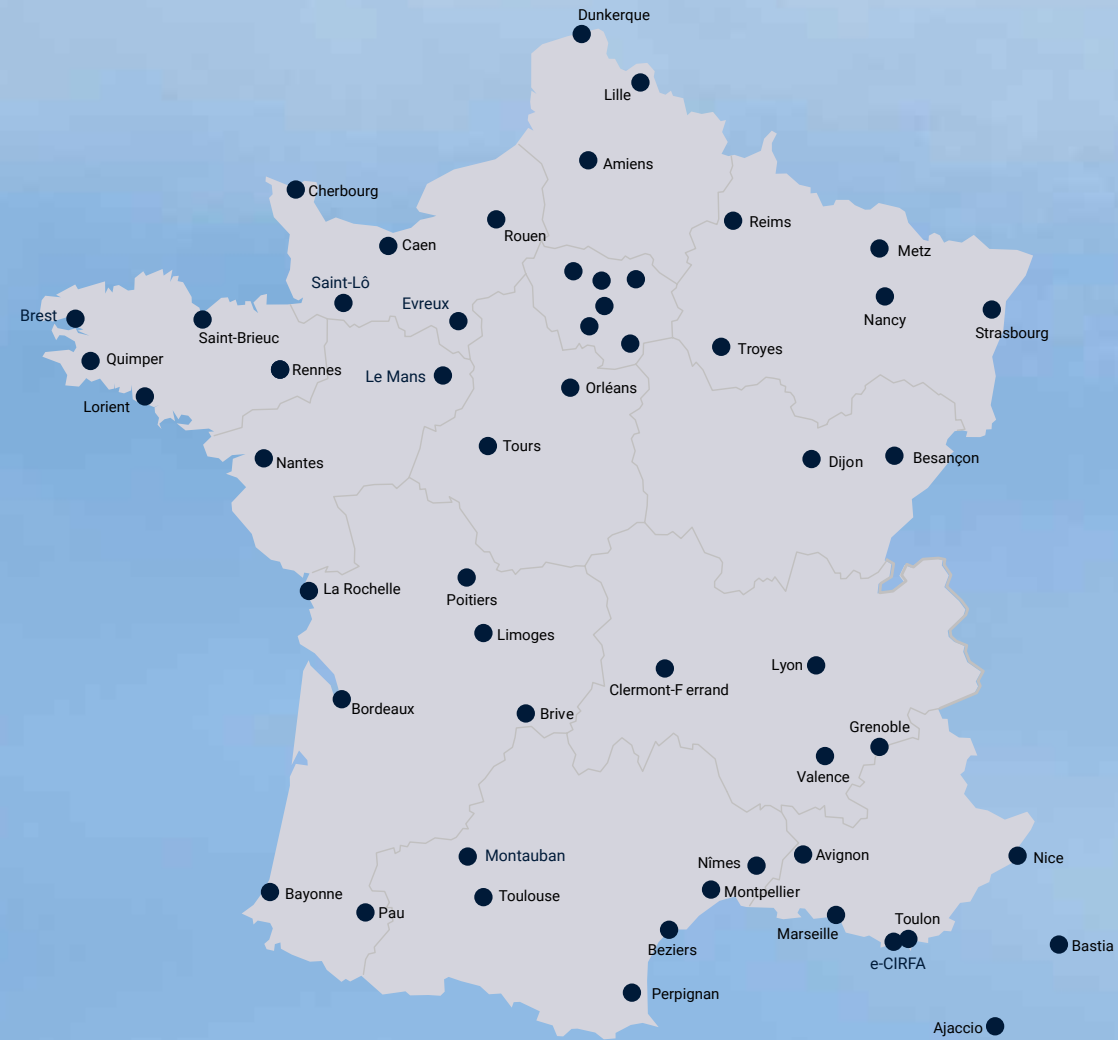 Dunkerque
Lille
Amiens
Cherbourg
Rouen
Reims
Caen
Metz
Saint-Lô
Evreux
Brest
Saint-Brieuc
Nancy
Strasbourg
Quimper
Rennes
Troyes
Le Mans
Orléans
Lorient
Tours
Nantes
Dijon
Besançon
La Rochelle
Poitiers
Limoges
Lyon
Clermont-F errand
Bordeaux
Brive
Grenoble
Valence
Montauban
Nîmes
Avignon
Nice
Bayonne
Toulouse
Montpellier
Pau
Toulon
Marseille
Beziers
Bastia
e-CIRFA
Perpignan
Ajaccio